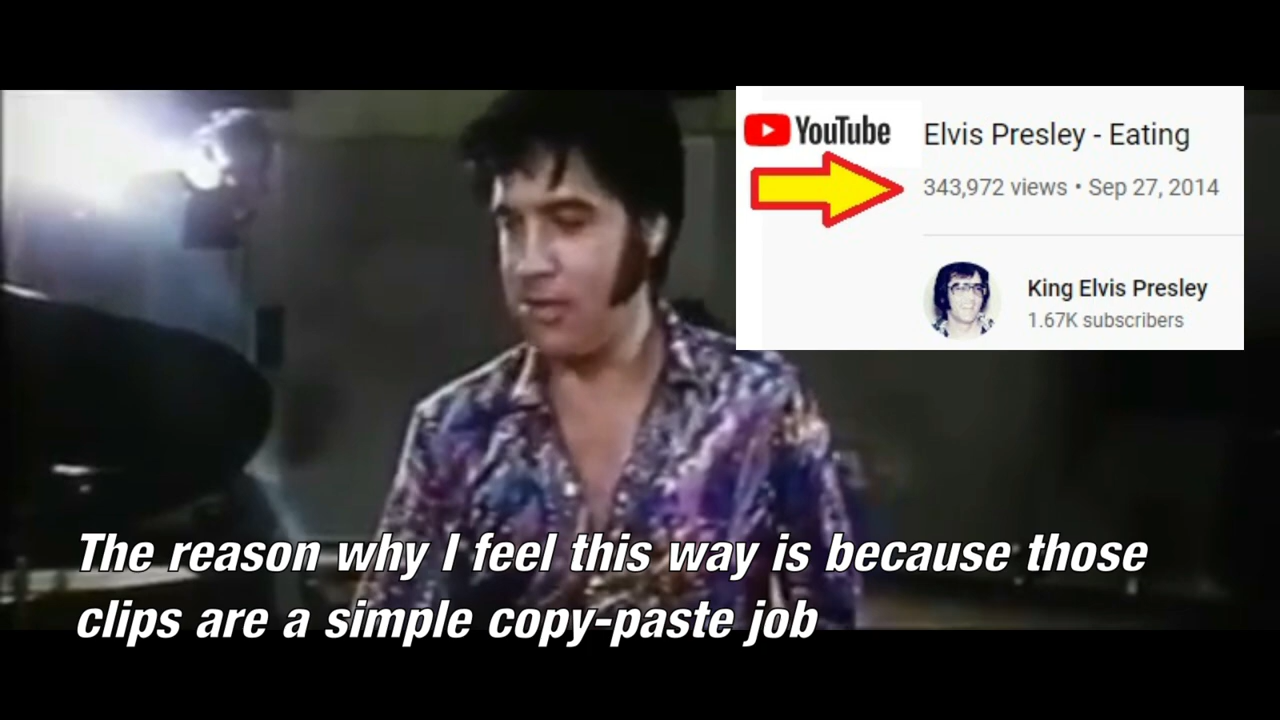 YouTube
Elvis Presley - Eating
343,972 views • Sep 27, 2014
King Elvis Presley
1.67K subscribers
The reason why I feel this way is because those
clips are a simple copy-paste job